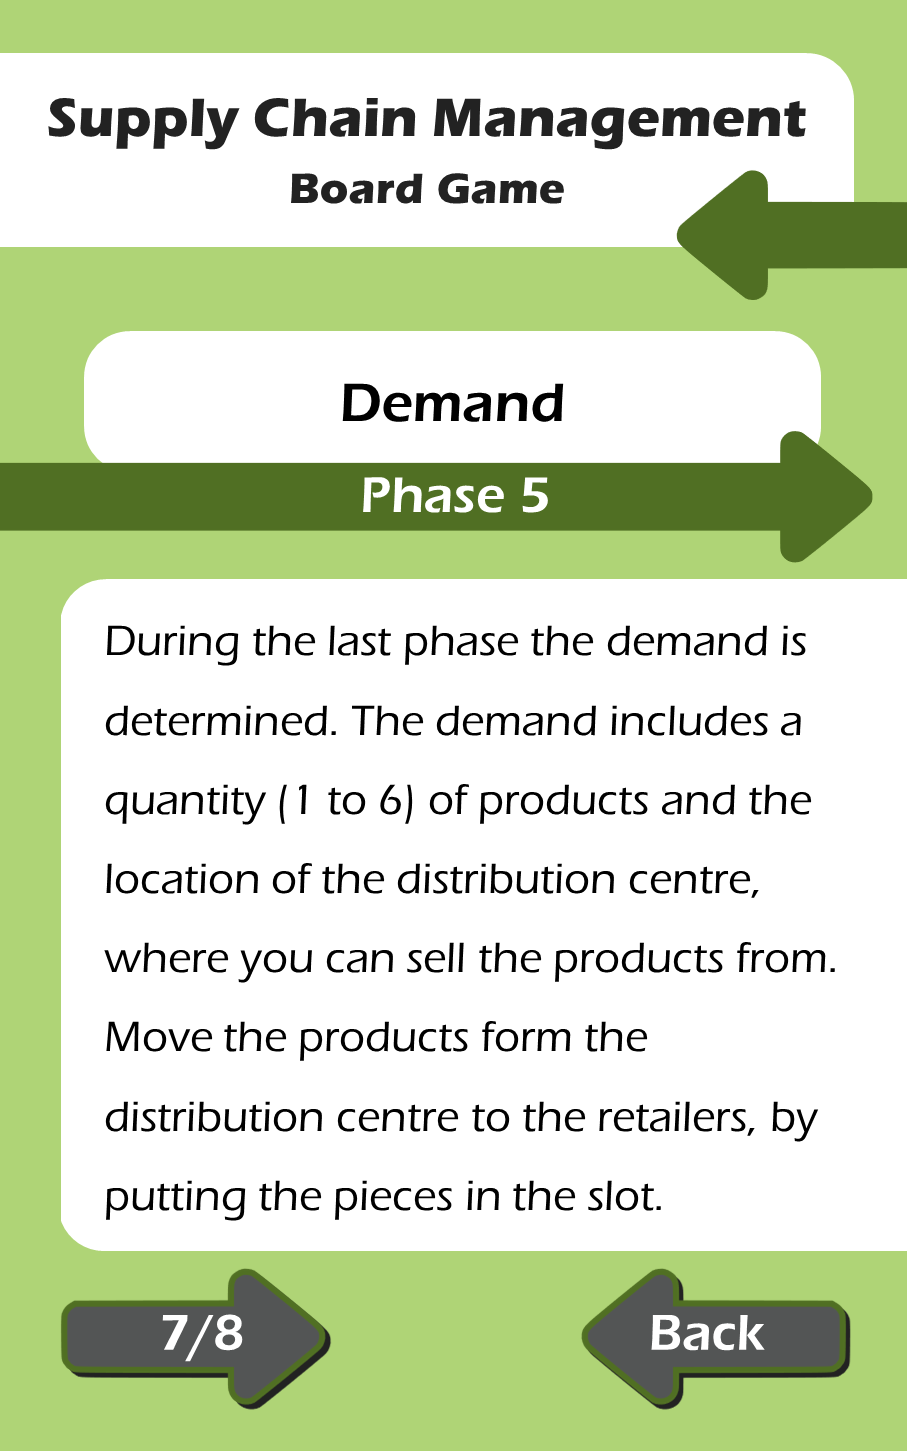 Supply Chain Management
Board Game
Demand
Phase 5
During the last phase the demand is
determined. The demand includes a
quantity (1 to 6) of products and the
location of the distribution centre,
where you can sell the products from.
Move the products form the
distribution centre to the retailers, by
putting the pieces in the slot.
7/8
Back